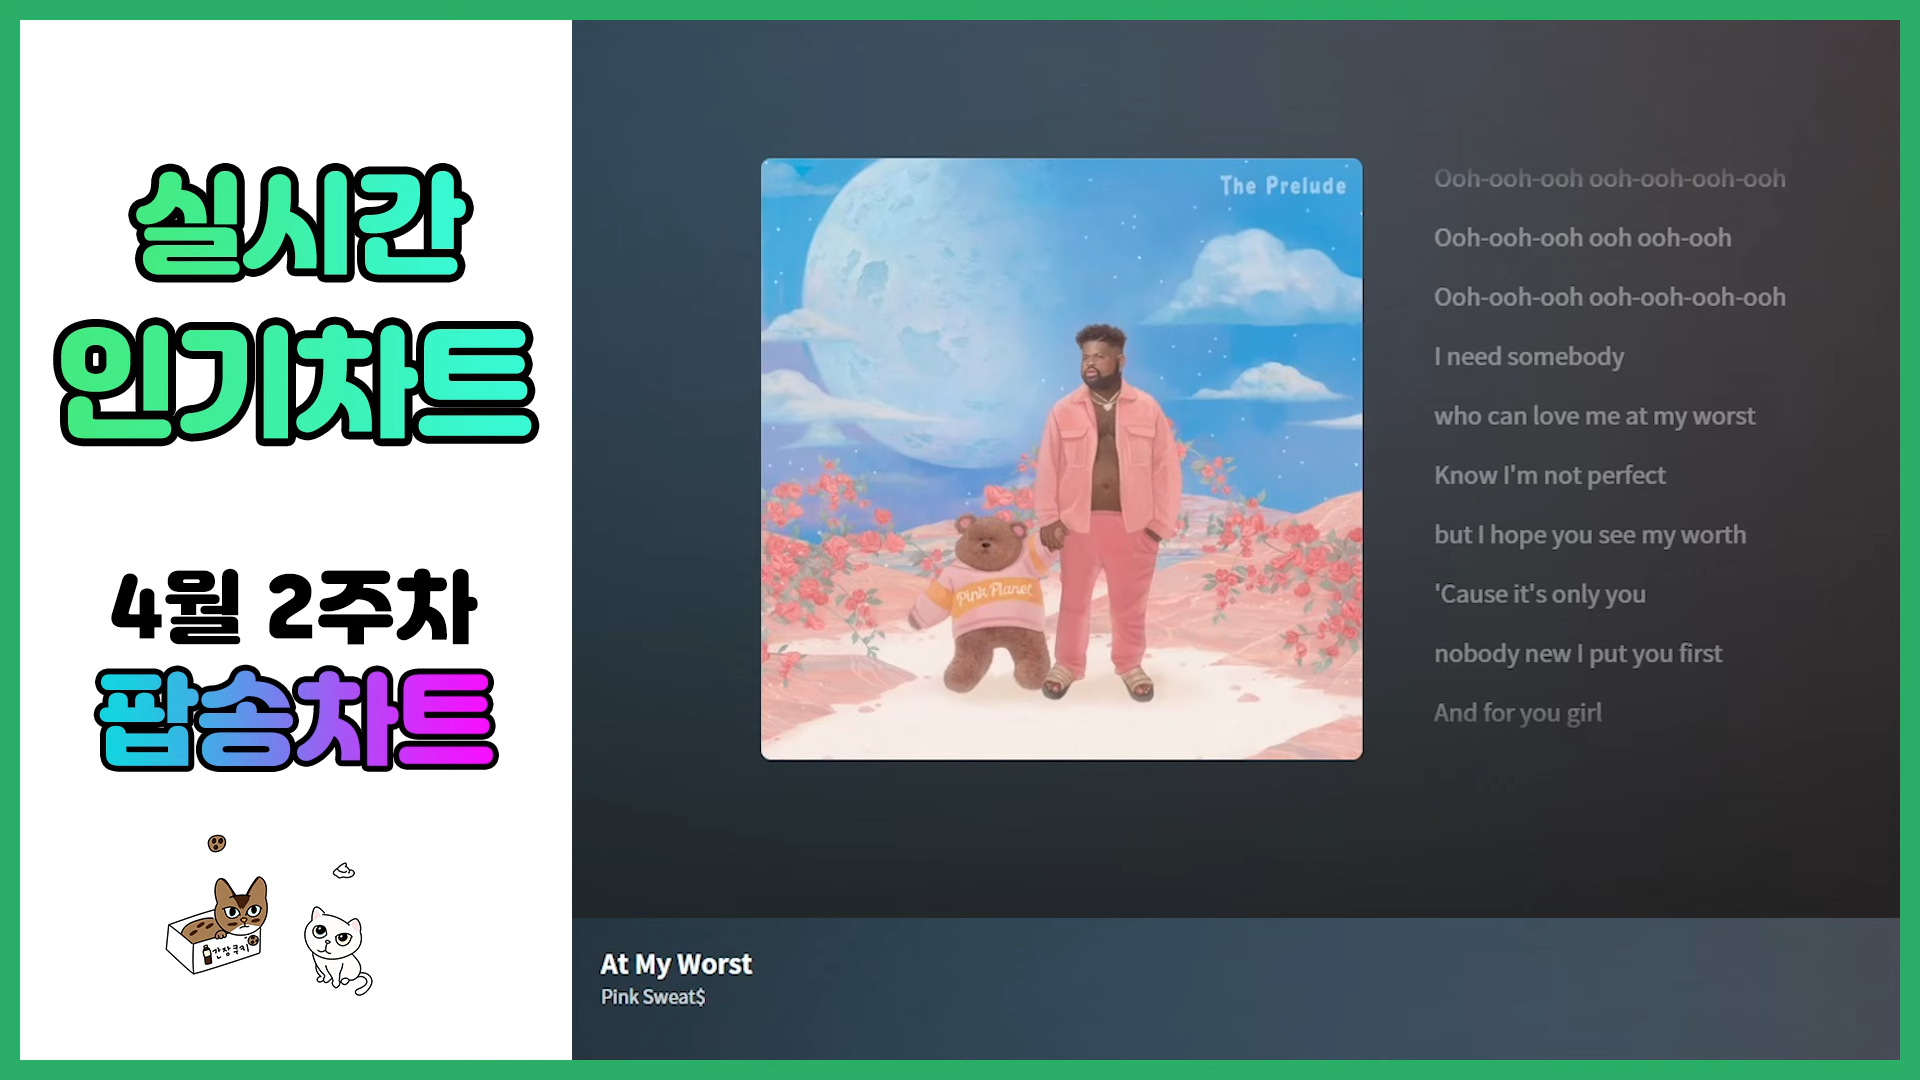 실시간
인기차트
4월 2주차
팝송차트
간장쿠키
The Prelude
Pink Planet
Ooh-ooh-ooh ooh-ooh-ooh-ooh
Ooh-ooh-ooh ooh ooh-ooh
Ooh-ooh-ooh ooh-ooh-ooh-ooh
I need somebody
who can love me at my worst
Know I'm not perfect
but I hope you see my worth
'Cause it's only you
nobody new I put you first
And for you girl
At My Worst
Pink Sweat$